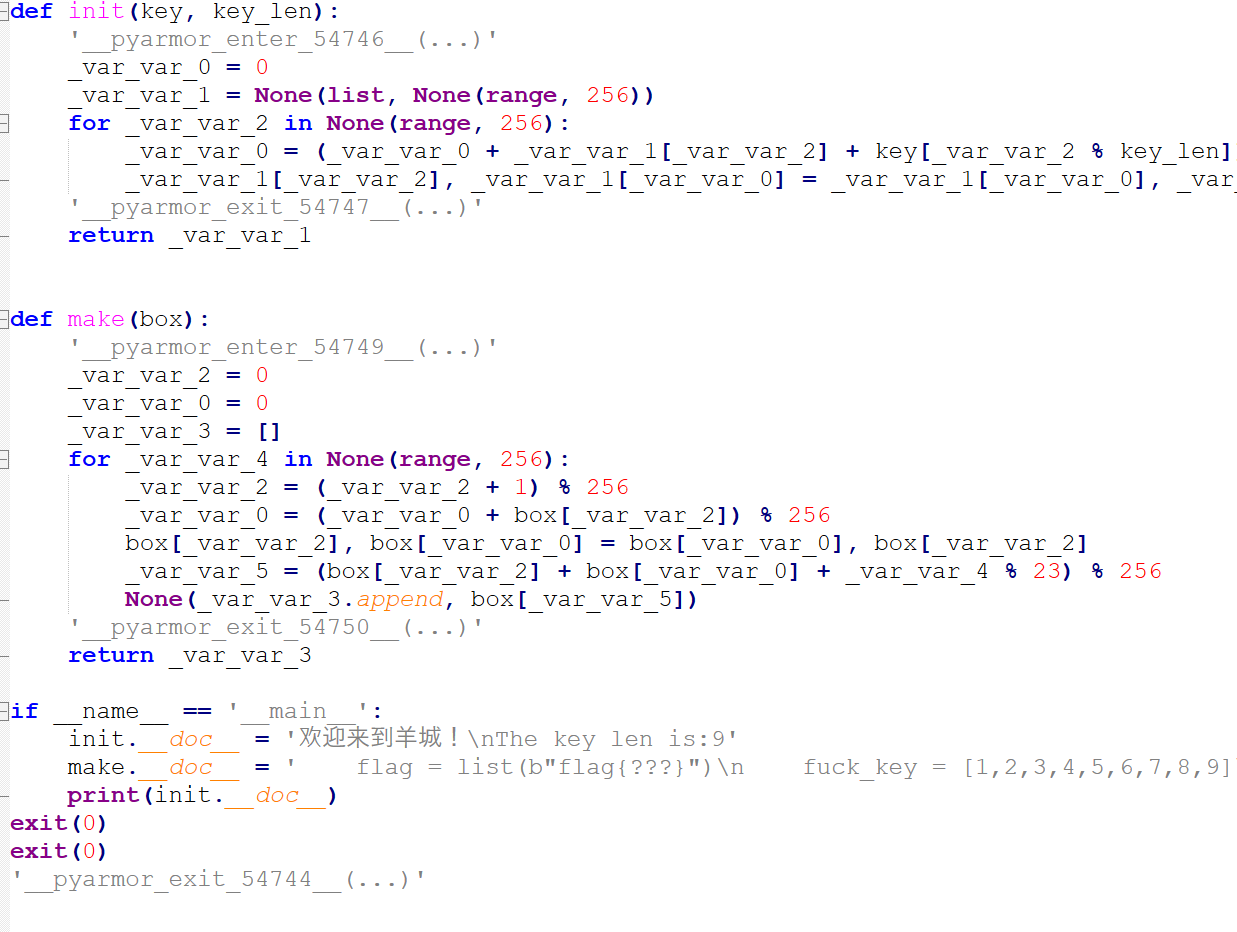 def init(key, key_len):
    '__pyarmor_enter_54746__(...)'
    _var_var_0 = 0
    _var_var_1 = None(list, None(range, 256))
    for _var_var_2 in None(range, 256):
        _var_var_0 = (_var_var_0 + _var_var_1[_var_var_2] + key[_var_var_2 % key_len]
        _var_var_1[_var_var_2], _var_var_1[_var_var_0] = _var_var_1[_var_var_0], _var_
    '__pyarmor_exit_54747__(...)'
    return _var_var_1
def make(box):
    '__pyarmor_enter_54749__(...)'
    _var_var_2 = 0
    _var_var_0 = 0
    _var_var_3 = []
    for _var_var_4 in None(range, 256):
        _var_var_2 = (_var_var_2 + 1) % 256
        _var_var_0 = (_var_var_0 + box[_var_var_2]) % 256
        box[_var_var_2], box[_var_var_0] = box[_var_var_0], box[_var_var_2]
        _var_var_5 = (box[_var_var_2] + box[_var_var_0] + _var_var_4 % 23) % 256
        None(_var_var_3.append, box[_var_var_5])
    '__pyarmor_exit_54750__(...)'
    return _var_var_3
if __name__ == '__main__':
    init.__doc__ = '欢迎来到羊城！\nThe key len is:9'
    make.__doc__ = '    flag = list(b"flag{???}")\n    fuck_key = [1,2,3,4,5,6,7,8,9]
    print(init.__doc__)
exit(0)
exit(0)
'__pyarmor_exit_54744__(...)'